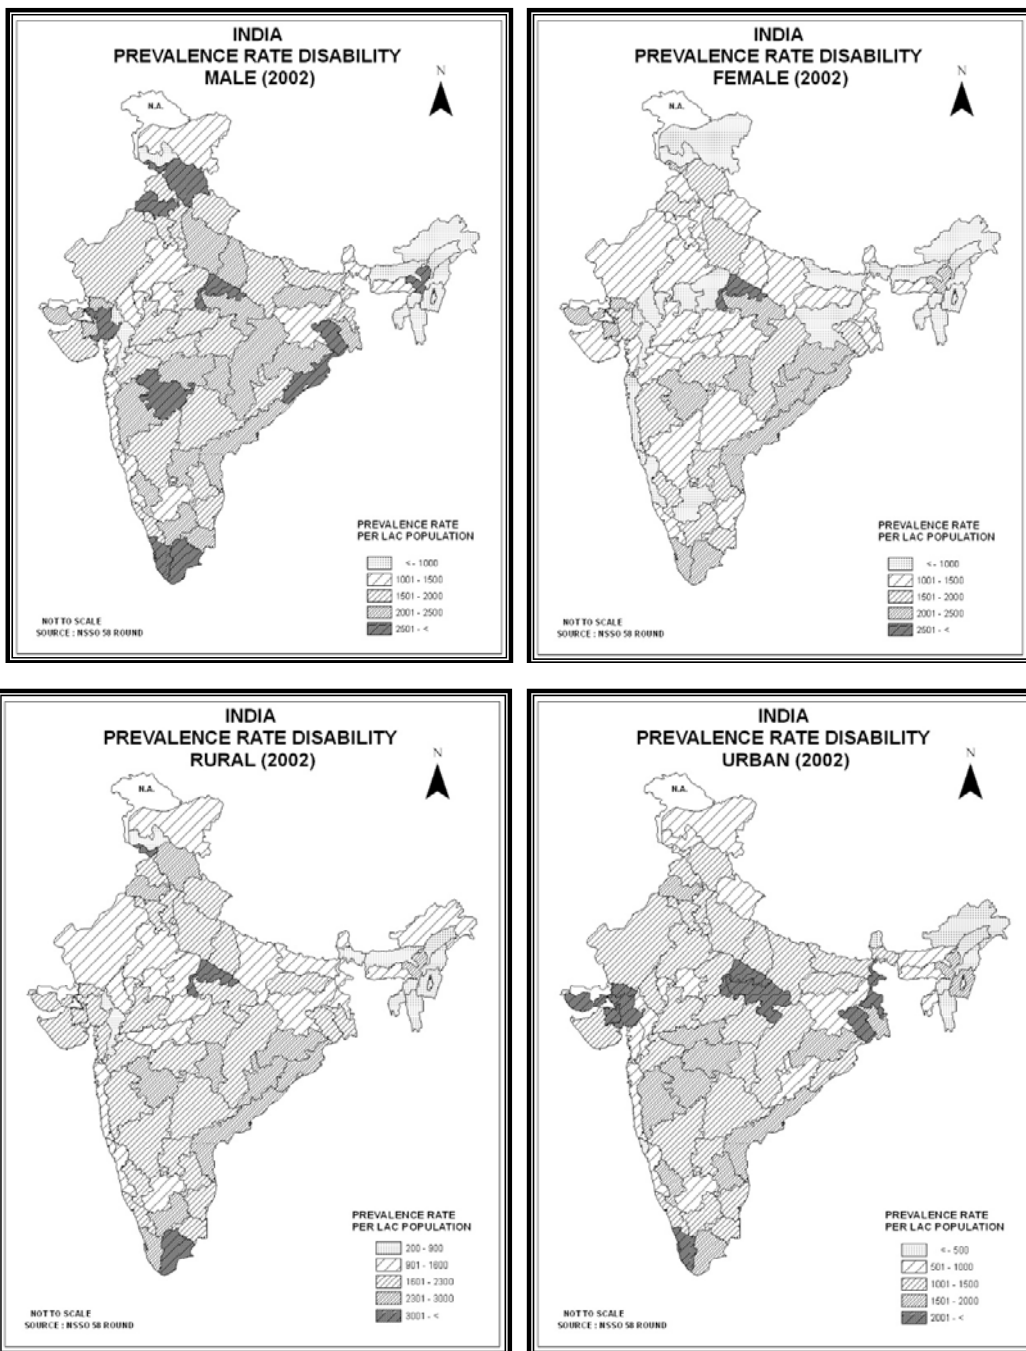 INDIA
PREVALENCE RATE DISABILITY
MALE (2002)
N
N.A.
PREVALENCE RATE
PER LAC POPULATION
<- 1000
1001 - 1500
1501 - 2000
2001 - 2500
2501 - <
NOT TO SCALE
SOURCE : NSSO 58 ROUND
INDIA
PREVALENCE RATE DISABILITY
FEMALE (2002)
N
N.A.
PREVALENCE RATE
PER LAC POPULATION
<- 1000
1001 - 1500
1501 - 2000
2001 - 2500
2501 - <
NOT TO SCALE
SOURCE : NSSO 58 ROUND
INDIA
PREVALENCE RATE DISABILITY
RURAL (2002)
N
N.A.
PREVALENCE RATE
PER LAC POPULATION
200 - 900
901 - 1600
1601 - 2300
2301 - 3000
3001 - <
NOT TO SCALE
SOURCE : NSSO 58 ROUND
INDIA
PREVALENCE RATE DISABILITY
URBAN (2002)
N
N.A.
PREVALENCE RATE
PER LAC POPULATION
<- 500
501 - 1000
1001 - 1500
1501 - 2000
2001 - <
NOT TO SCALE
SOURCE : NSSO 58 ROUND